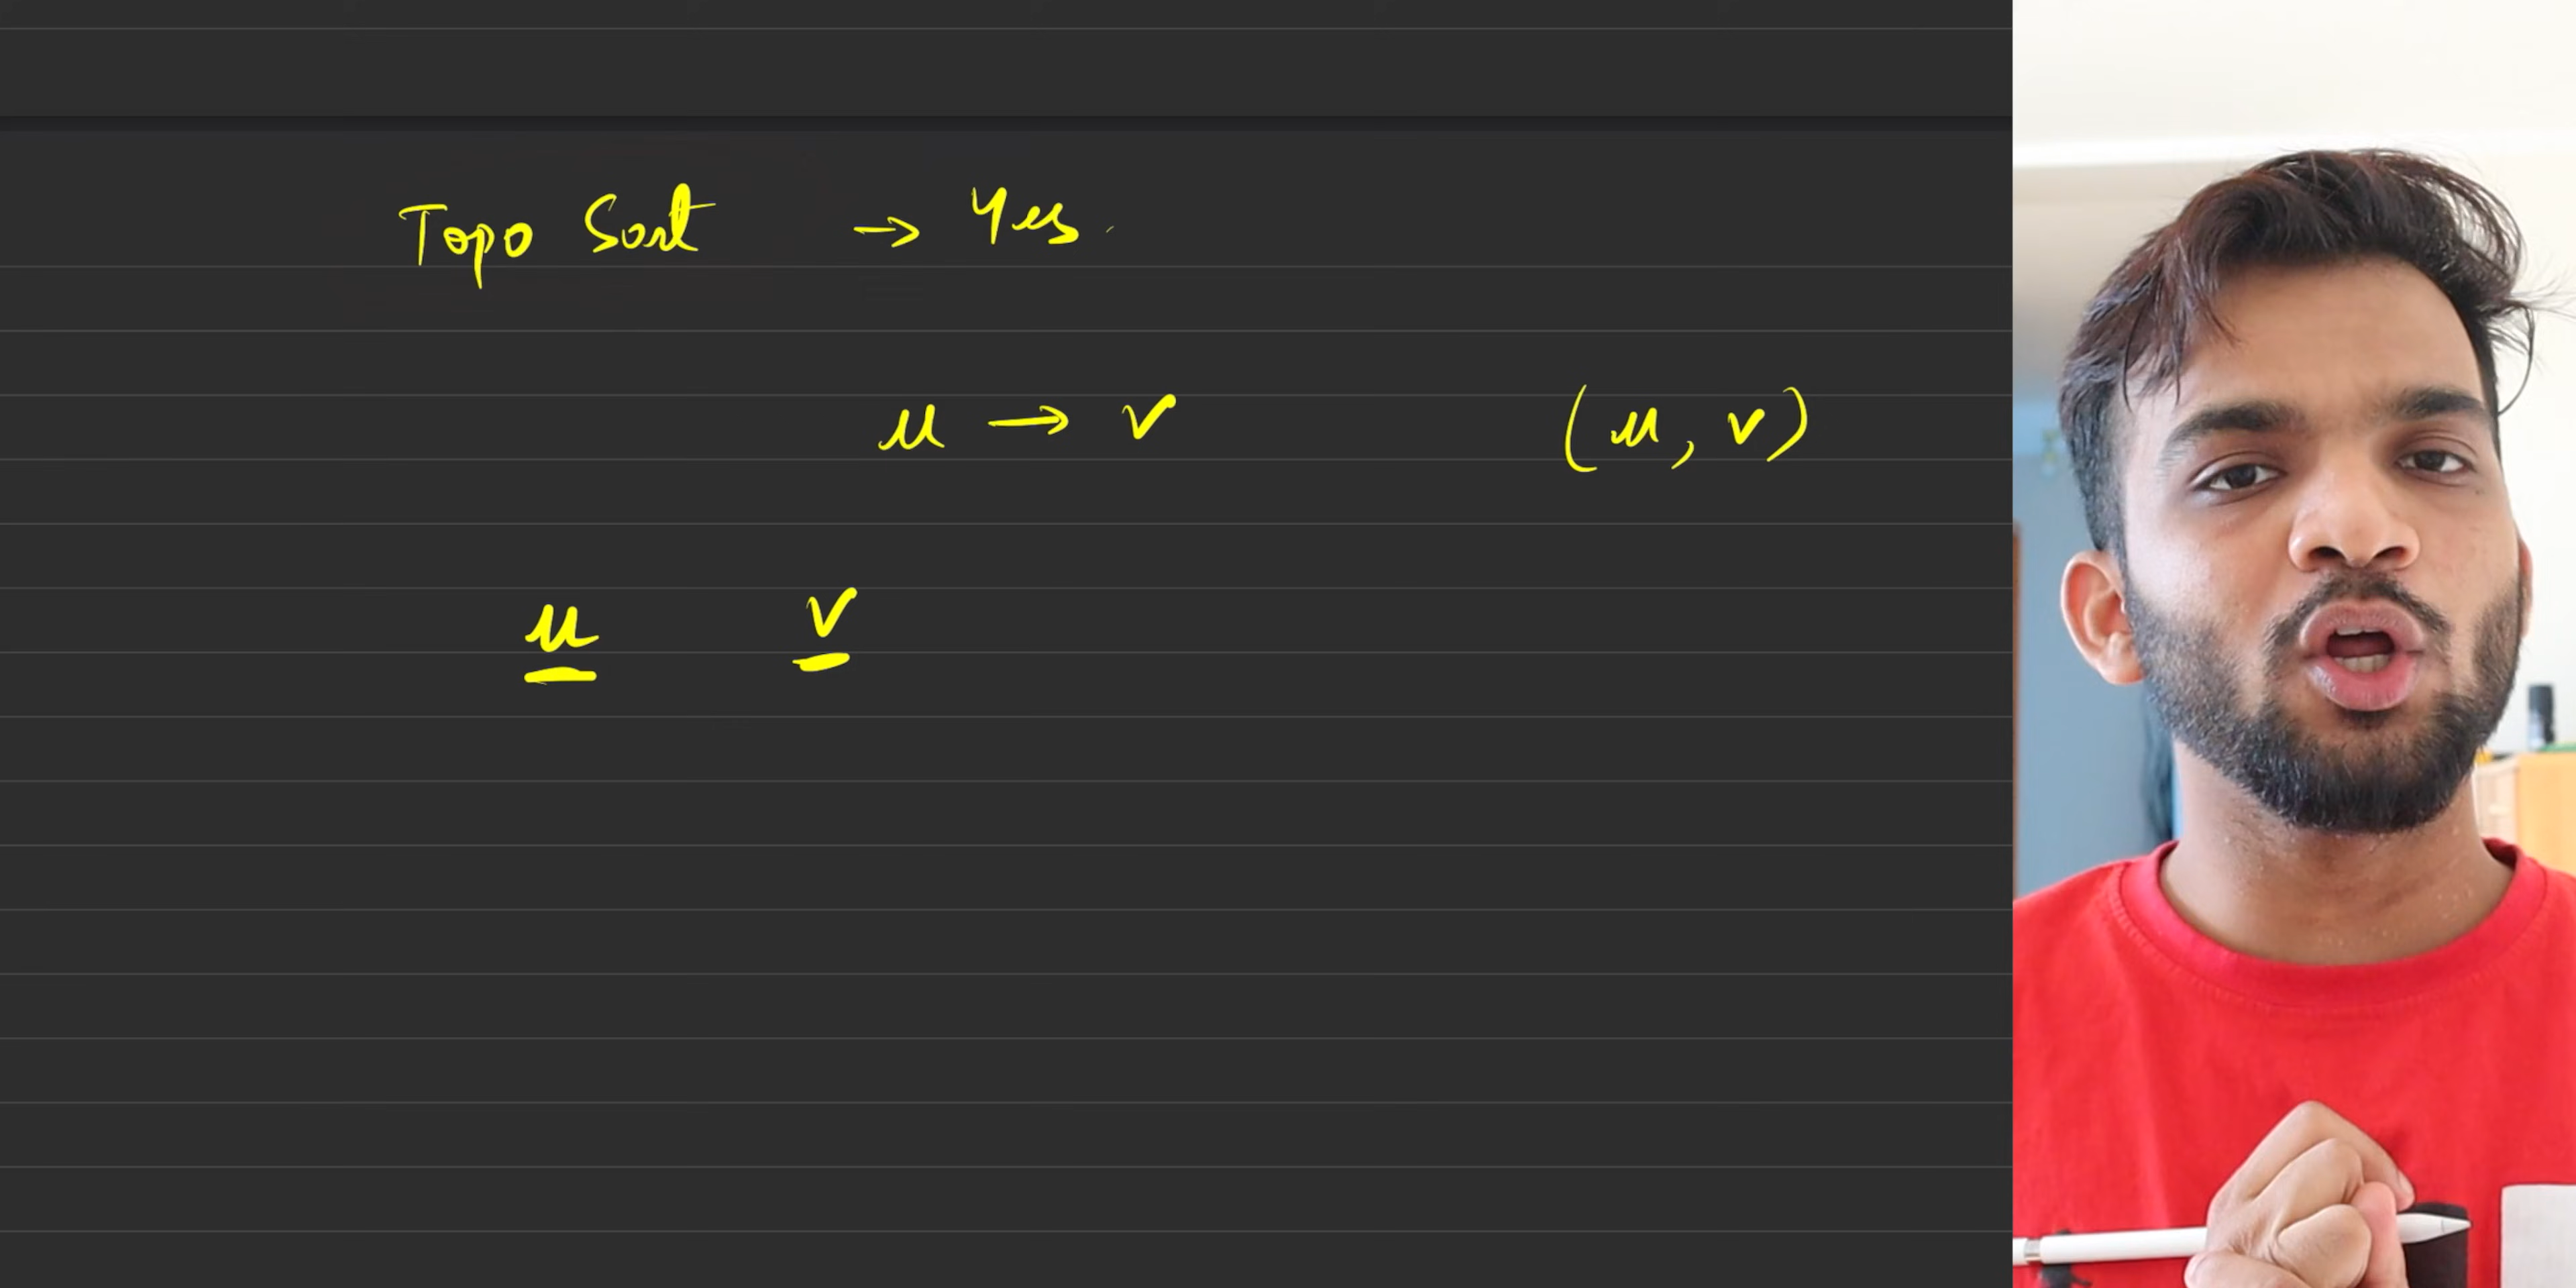 Topo Sort → Yes.
u → v (u, v)
u v